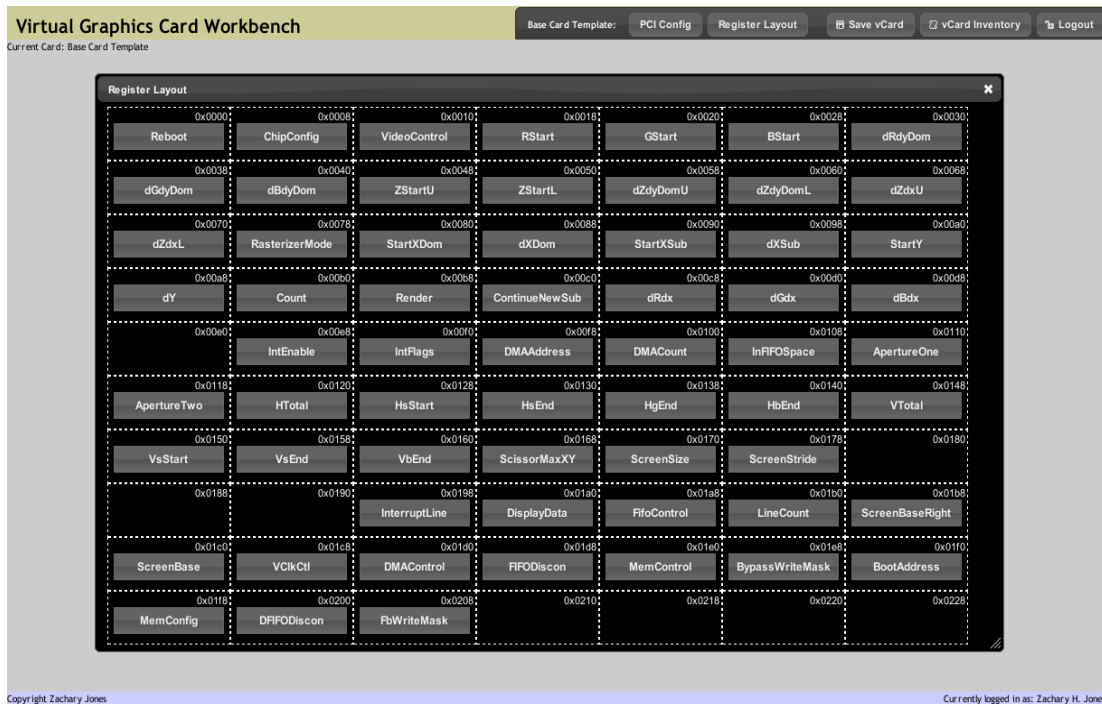 Virtual Graphics Card Workbench
Base Card Template: PCI Config Register Layout Save vCard vCard Inventory Logout
Current Card: Base Card Template
Register Layout
0x0000 0x0008 0x0010 0x0018 0x0020 0x0028 0x0030
Reboot ChipConfig VideoControl RStart GStart BStart dRdyDom
0x0038 0x0040 0x0048 0x0050 0x0058 0x0060 0x0068
dGdyDom dBdyDom ZStartU ZStartL dZdyDomU dZdyDomL dZdxU
0x0070 0x0078 0x0080 0x0088 0x0090 0x0098 0x00a0
dZdxL RasterizerMode StartXDom dXDom StartXSub dXSub StartY
0x00a8 0x00b0 0x00b8 0x00c0 0x00c8 0x00d0 0x00d8
dY Count Render ContinueNewSub dRdx dGdx dBdx
0x00e0 0x00e8 0x00f0 0x00f8 0x0100 0x0108 0x0110
IntEnable IntFlags DMAAddress DMACount InFIFOSpace ApertureOne
0x0118 0x0120 0x0128 0x0130 0x0138 0x0140 0x0148
ApertureTwo HTotal HsStart HsEnd HgEnd HbEnd VTotal
0x0150 0x0158 0x0160 0x0168 0x0170 0x0178 0x0180
VsStart VsEnd VbEnd ScissorMaxXY ScreenSize ScreenStride
0x0188 0x0190 0x0198 0x01a0 0x01a8 0x01b0 0x01b8
InterruptLine DisplayData FifoControl LineCount ScreenBaseRight
0x01c0 0x01c8 0x01d0 0x01d8 0x01e0 0x01e8 0x01f0
ScreenBase VClkCtl DMAControl FIFODiscon MemControl BypassWriteMask BootAddress
0x01f8 0x0200 0x0208 0x0210 0x0218 0x0220 0x0228
MemConfig DFIFODiscon FbWriteMask
Copyright Zachary Jones Currently logged in as: Zachary H. Jone